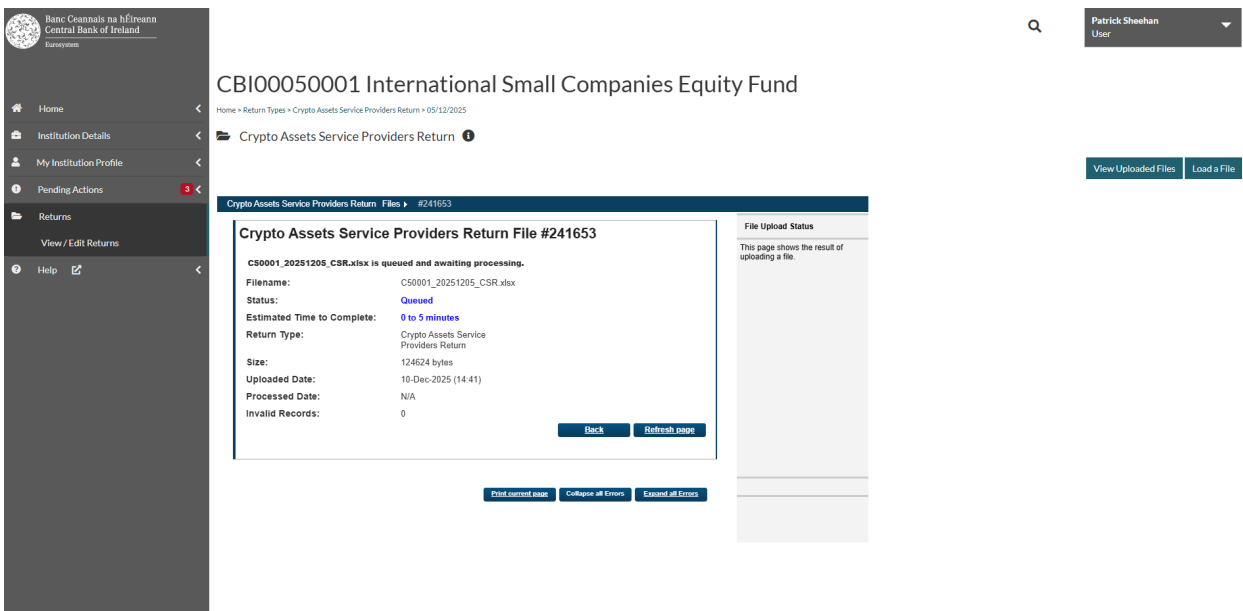 Banc Ceannais na hÉireann
Central Bank of Ireland
Eurosystem
Patrick Sheehan
User
CBI00050001 International Small Companies Equity Fund
Home > Return Types > Crypto Assets Service Providers Return > 05/12/2025
Crypto Assets Service Providers Return
Home
Institution Details
My Institution Profile
Pending Actions 3
Returns
View / Edit Returns
Help
View Uploaded Files Load a File
Crypto Assets Service Providers Return Files #241653
Crypto Assets Service Providers Return File #241653
C50001_20251205_CSR.xlsx is queued and awaiting processing.
Filename: C50001_20251205_CSR.xlsx
Status: Queued
Estimated Time to Complete: 0 to 5 minutes
Return Type: Crypto Assets Service
Providers Return
Size: 124624 bytes
Uploaded Date: 10-Dec-2025 (14:41)
Processed Date: N/A
Invalid Records: 0
Back Refresh page
Print current page Collapse all Errors Expand all Errors
File Upload Status
This page shows the result of
uploading a file.